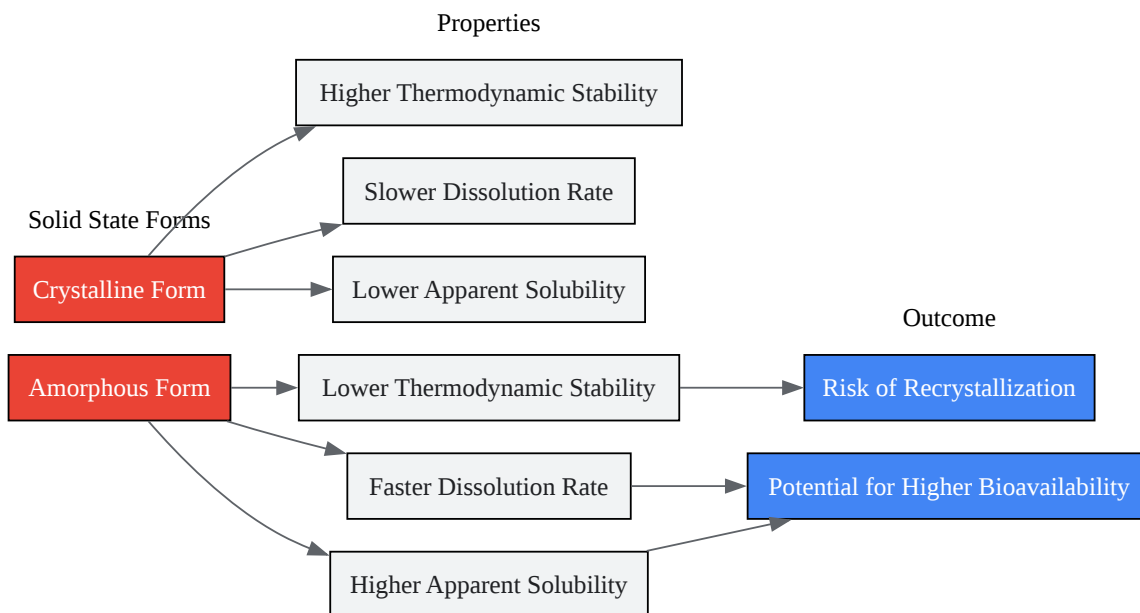 Properties
Higher Thermodynamic Stability
Slower Dissolution Rate
Solid State Forms
Crystalline Form
Lower Apparent Solubility
Outcome
Amorphous Form
Lower Thermodynamic Stability
Risk of Recrystallization
Faster Dissolution Rate
Potential for Higher Bioavailability
Higher Apparent Solubility